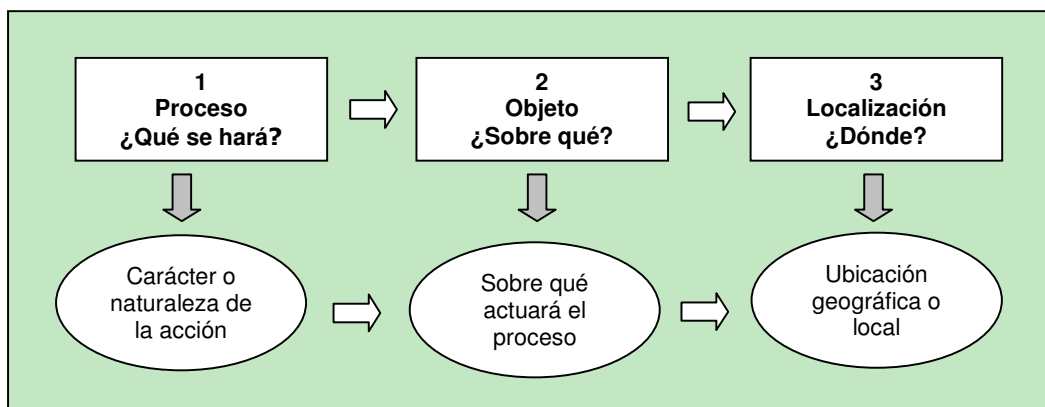 1
Proceso
¿Qué se hará?
2
Objeto
¿Sobre qué?
3
Localización
¿Dónde?
Carácter o
naturaleza de
la acción
Sobre qué
actuará el
proceso
Ubicación
geográfica o
local